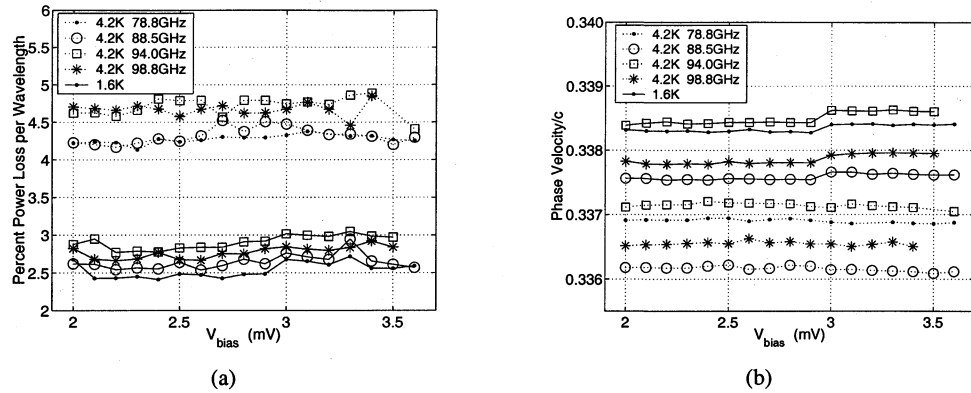 6
5.5
5
4.5
4
3.5
3
2.5
2
Percent Power Loss per Wavelength
4.2K 78.8GHz
4.2K 88.5GHz
4.2K 94.0GHz
4.2K 98.8GHz
1.6K
2 2.5 3 3.5
V_bias (mV)
(a)
0.340
0.339
0.338
0.337
0.336
Phase Velocity/c
4.2K 78.8GHz
4.2K 88.5GHz
4.2K 94.0GHz
4.2K 98.8GHz
1.6K
2 2.5 3 3.5
V_bias (mV)
(b)